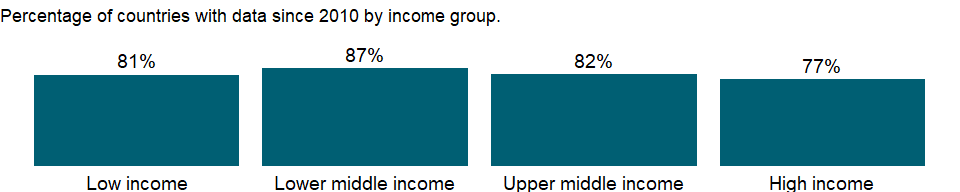 Percentage of countries with data since 2010 by income group.
81%
87%
82%
77%
Low income
Lower middle income
Upper middle income
High income